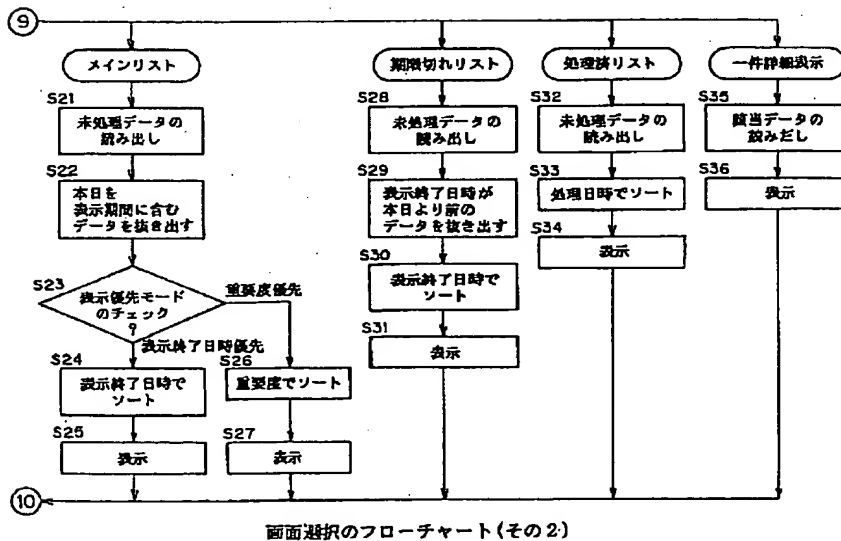 9
メインリスト
S21
未処理データの
読み出し
S22
本日を
表示期間に含む
データを抜き出す
S23
表示優先モード
のチェック
?
重要度優先
表示終了日時優先
S24
表示終了日時で
ソート
S25
表示
S26
重要度でソート
S27
表示
期限切れリスト
S28
未処理データの
読み出し
S29
表示終了日時が
本日より前の
データを抜き出す
S30
表示終了日時で
ソート
S31
表示
処理済リスト
S32
未処理データの
読み出し
S33
処理日時でソート
S34
表示
一件詳細表示
S35
該当データの
読みだし
S36
表示
10
画面選択のフローチャート(その2)